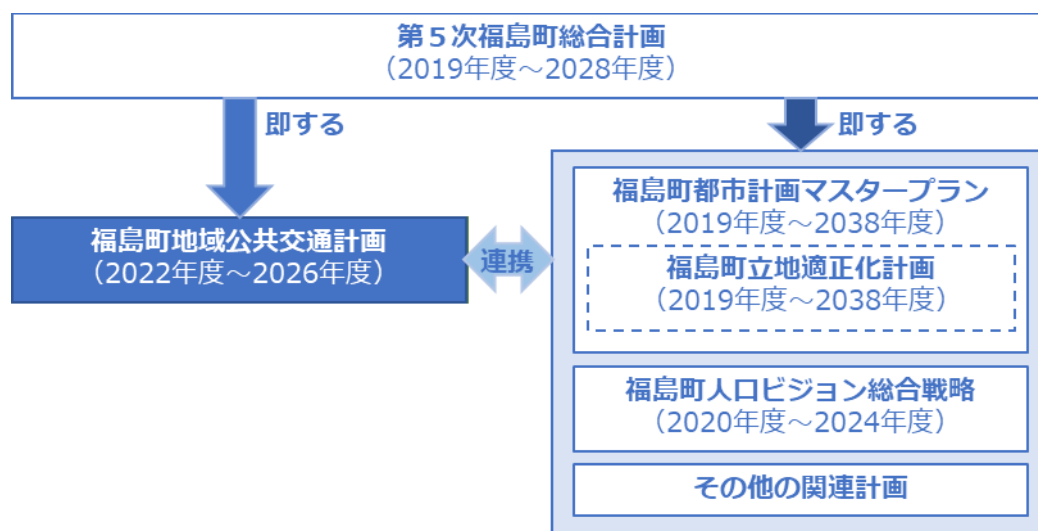 第５次福島町総合計画
（2019年度～2028年度）
即する
即する
福島町地域公共交通計画
（2022年度～2026年度）
連携
福島町都市計画マスタープラン
（2019年度～2038年度）
福島町立地適正化計画
（2019年度～2038年度）
福島町人口ビジョン総合戦略
（2020年度～2024年度）
その他の関連計画